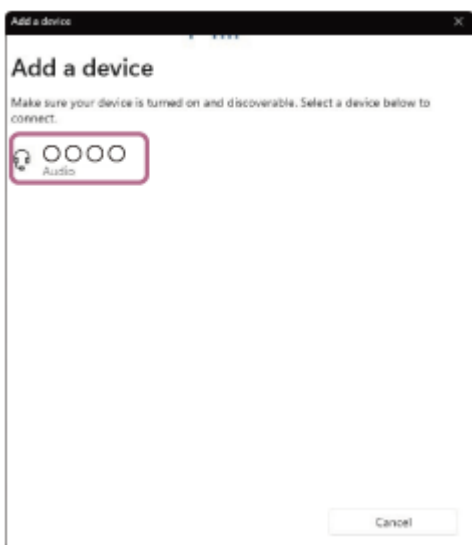 Add a device
Add a device
Make sure your device is turned on and discoverable. Select a device below to
connect.
○○○○
Audio
Cancel